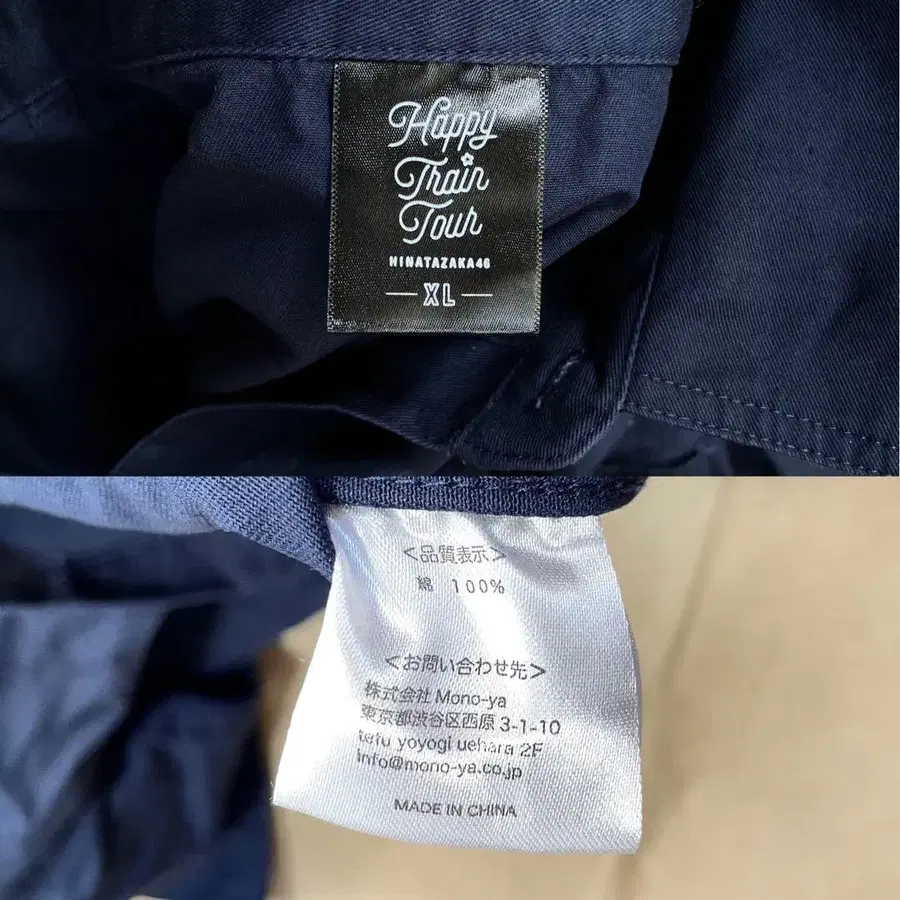 Happy
Train
Tour
HINATAZAKA46
XL
<品質表示>
綿 100%
<お問い合わせ先>
株式会社 Mono-ya
東京都渋谷区西原 3-1-10
tefu yoyogi uehara 2F
info@mono-ya.co.jp
MADE IN CHINA